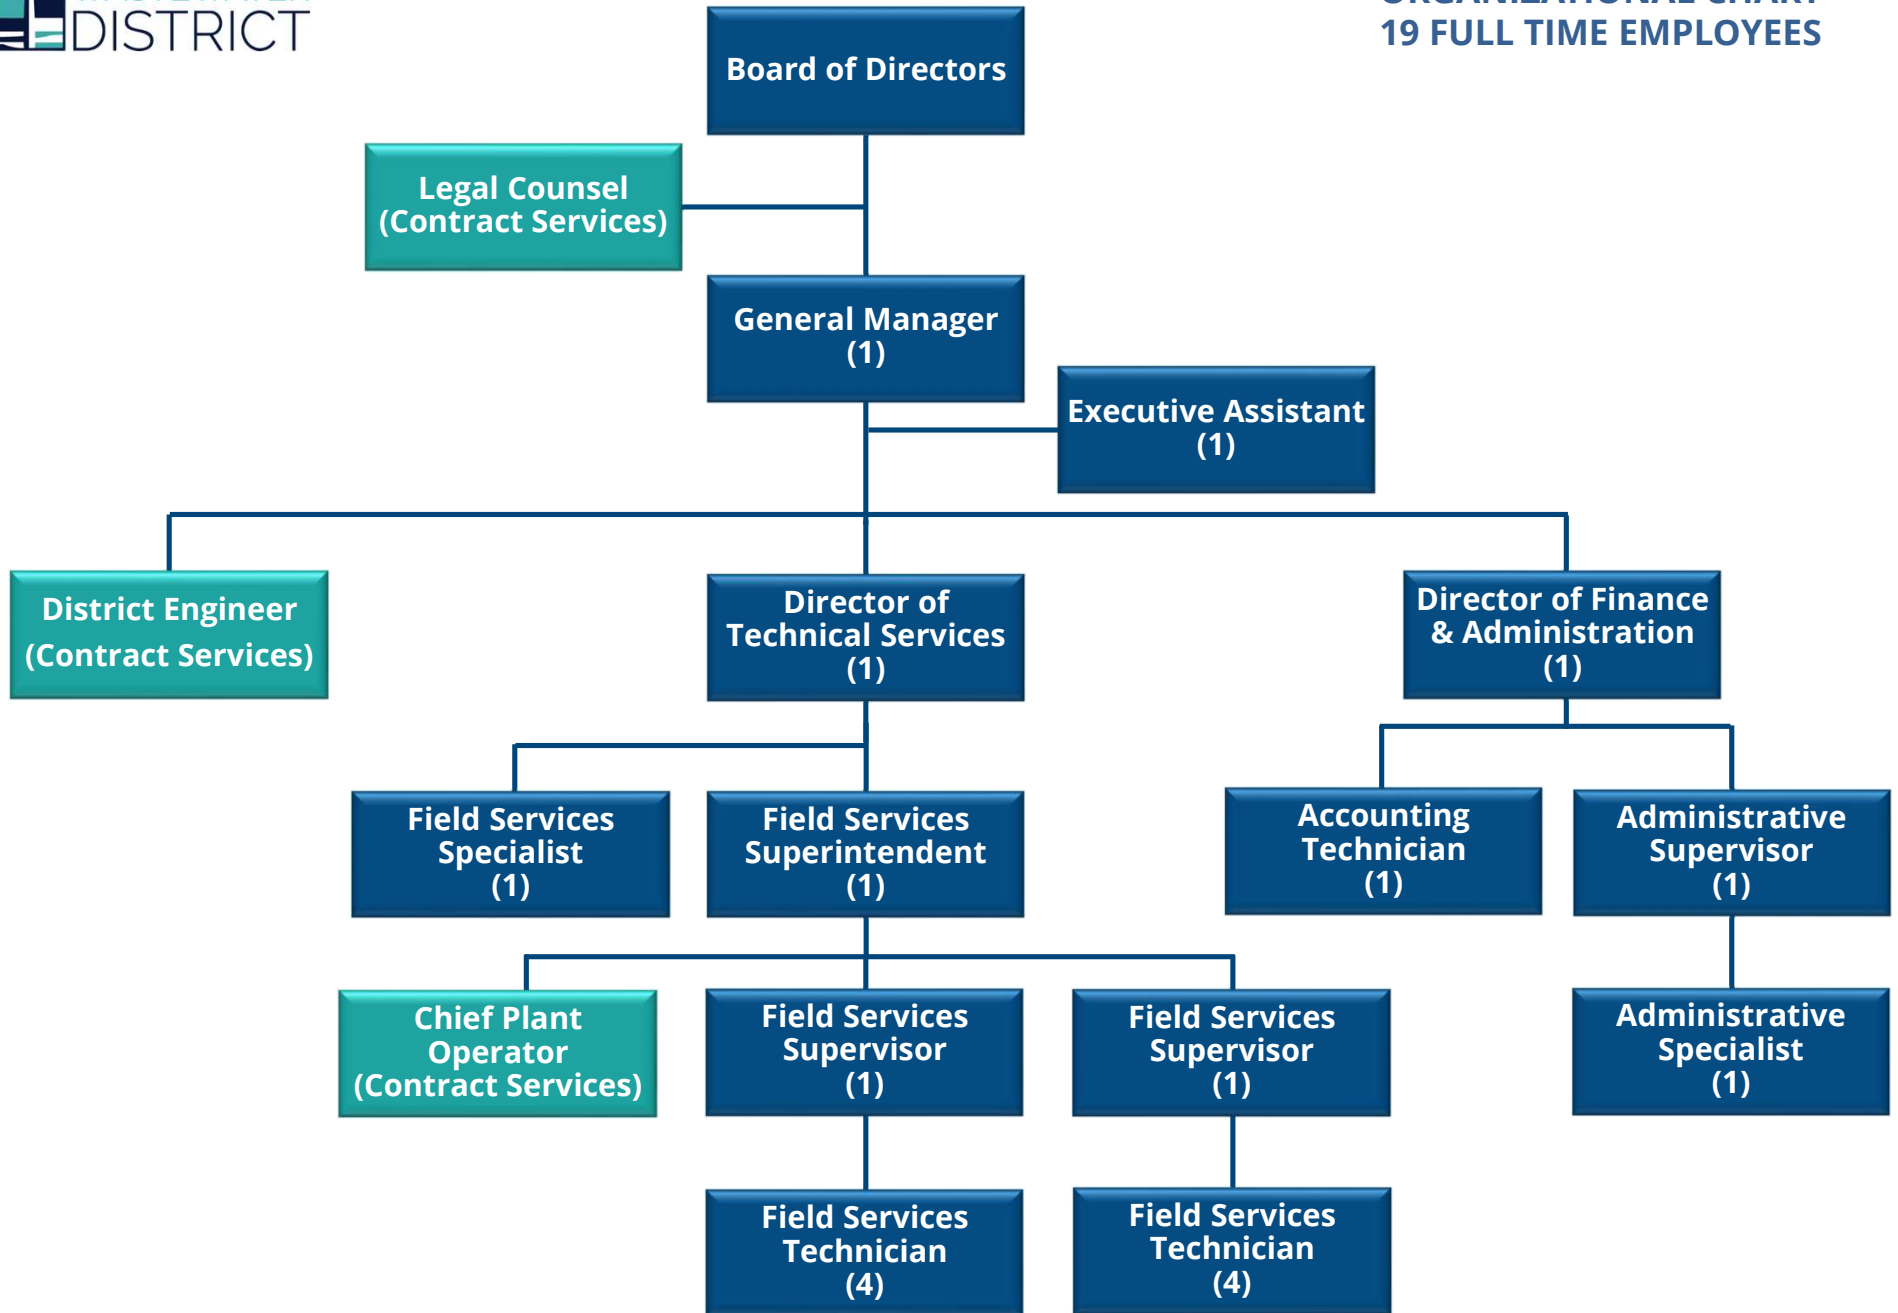 DISTRICT
ORGANIZATIONAL CHART
19 FULL TIME EMPLOYEES
Board of Directors
Legal Counsel
(Contract Services)
General Manager
(1)
Executive Assistant
(1)
District Engineer
(Contract Services)
Director of
Technical Services
(1)
Director of Finance
& Administration
(1)
Field Services
Specialist
(1)
Field Services
Superintendent
(1)
Accounting
Technician
(1)
Administrative
Supervisor
(1)
Chief Plant
Operator
(Contract Services)
Field Services
Supervisor
(1)
Field Services
Supervisor
(1)
Administrative
Specialist
(1)
Field Services
Technician
(4)
Field Services
Technician
(4)